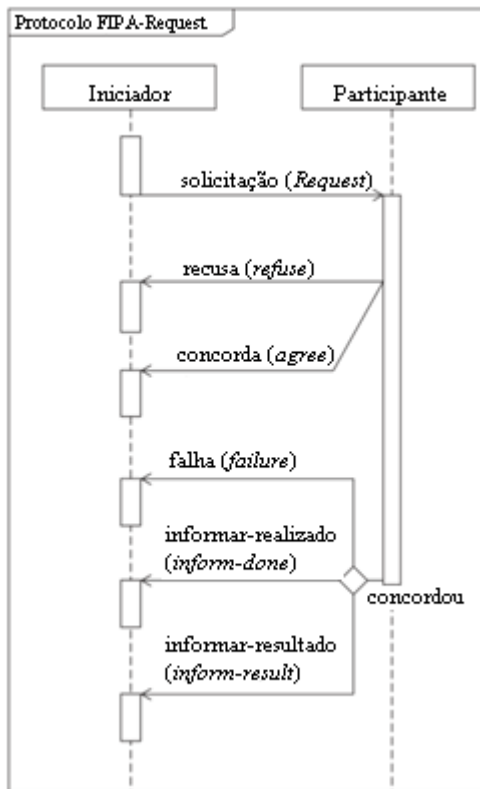 Protocolo FIPA-Request
Iniciador
Participante
solicitação (Request)
recusa (refuse)
concorda (agree)
falha (failure)
informar-realizado
(inform-done)
concordou
informar-resultado
(inform-result)